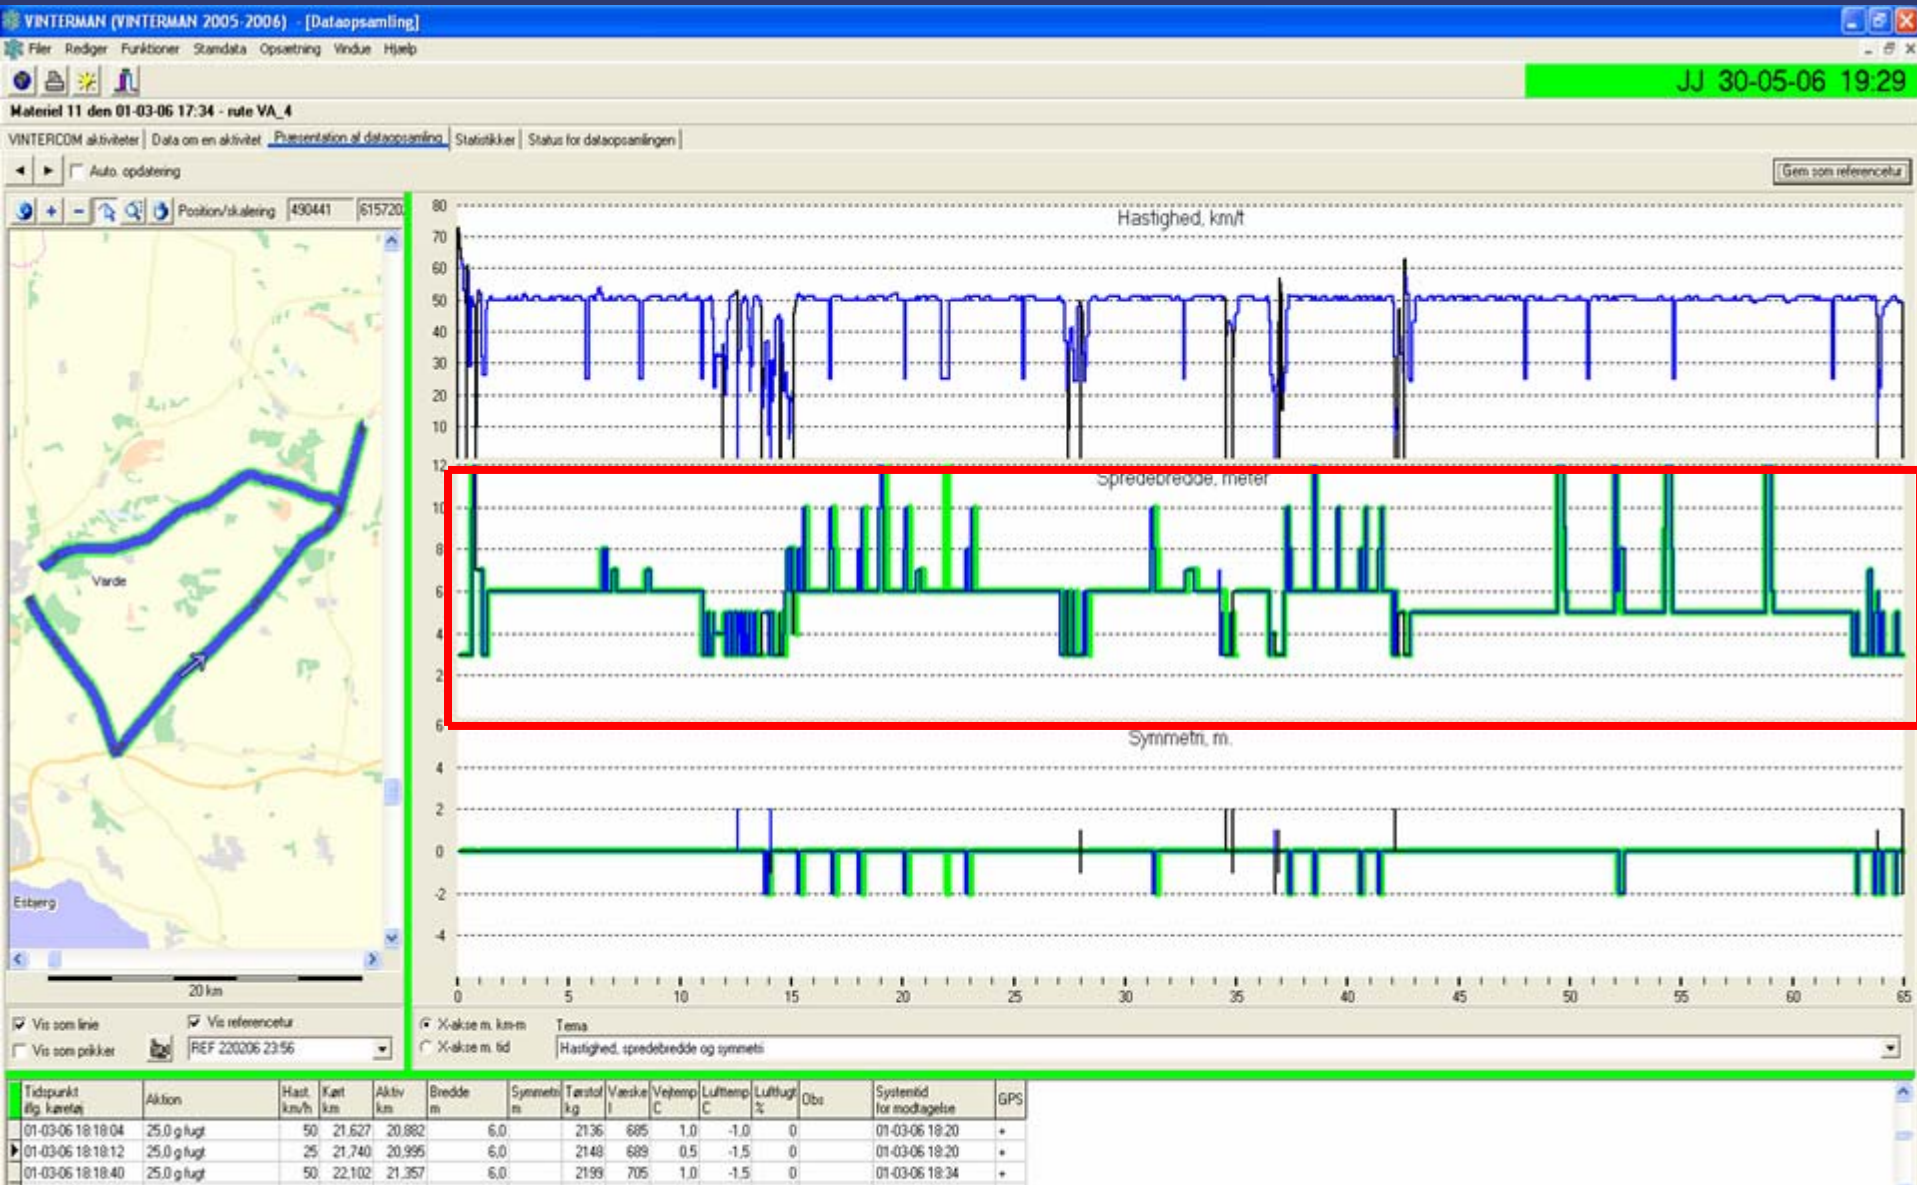 VINTERMAN (VINTERMAN 2005-2006) - [Dataopsamling]
Filer Rediger Funktioner Stamdata Opsætning Vindue Hjælp
JJ 30-05-06 19:29
Materiel 11 den 01-03-06 17:34 - rute VA_4
VINTERCOM aktiviteter Data om en aktivitet Præsentation af dataopsamling Statistikker Status for dataopsamlingen
Auto. opdatering
Gem som referencetur
Position/skalering 490441 615720
Varde
Esbjerg
20 km
Hastighed, km/t
80
70
60
50
40
30
20
10
Spredebredde, meter
12
10
8
6
4
2
Symmetri, m.
6
4
2
0
-2
-4
0 5 10 15 20 25 30 35 40 45 50 55 60 65
Vis som linie
Vis referencetur
Vis som prikker
REF 220206 23:56
X-akse m. km-m
Tema
X-akse m. tid
Hastighed, spredebredde og symmetri
Tidspunkt iflg. køretøj Aktion Hast. km/h Kørt km Aktiv km Bredde m Symmetri m Tørstof kg Væske l Vejtemp C Lufttemp C Luftfugt % Obs Systemtid for modtagelse GPS
01-03-06 18:18:04 25,0 g fugt 50 21,627 20,882 6,0 2136 685 1,0 -1,0 0 01-03-06 18:20 +
01-03-06 18:18:12 25,0 g fugt 25 21,740 20,995 6,0 2148 689 0,5 -1,5 0 01-03-06 18:20 +
01-03-06 18:18:40 25,0 g fugt 50 22,102 21,357 6,0 2199 705 1,0 -1,5 0 01-03-06 18:34 +